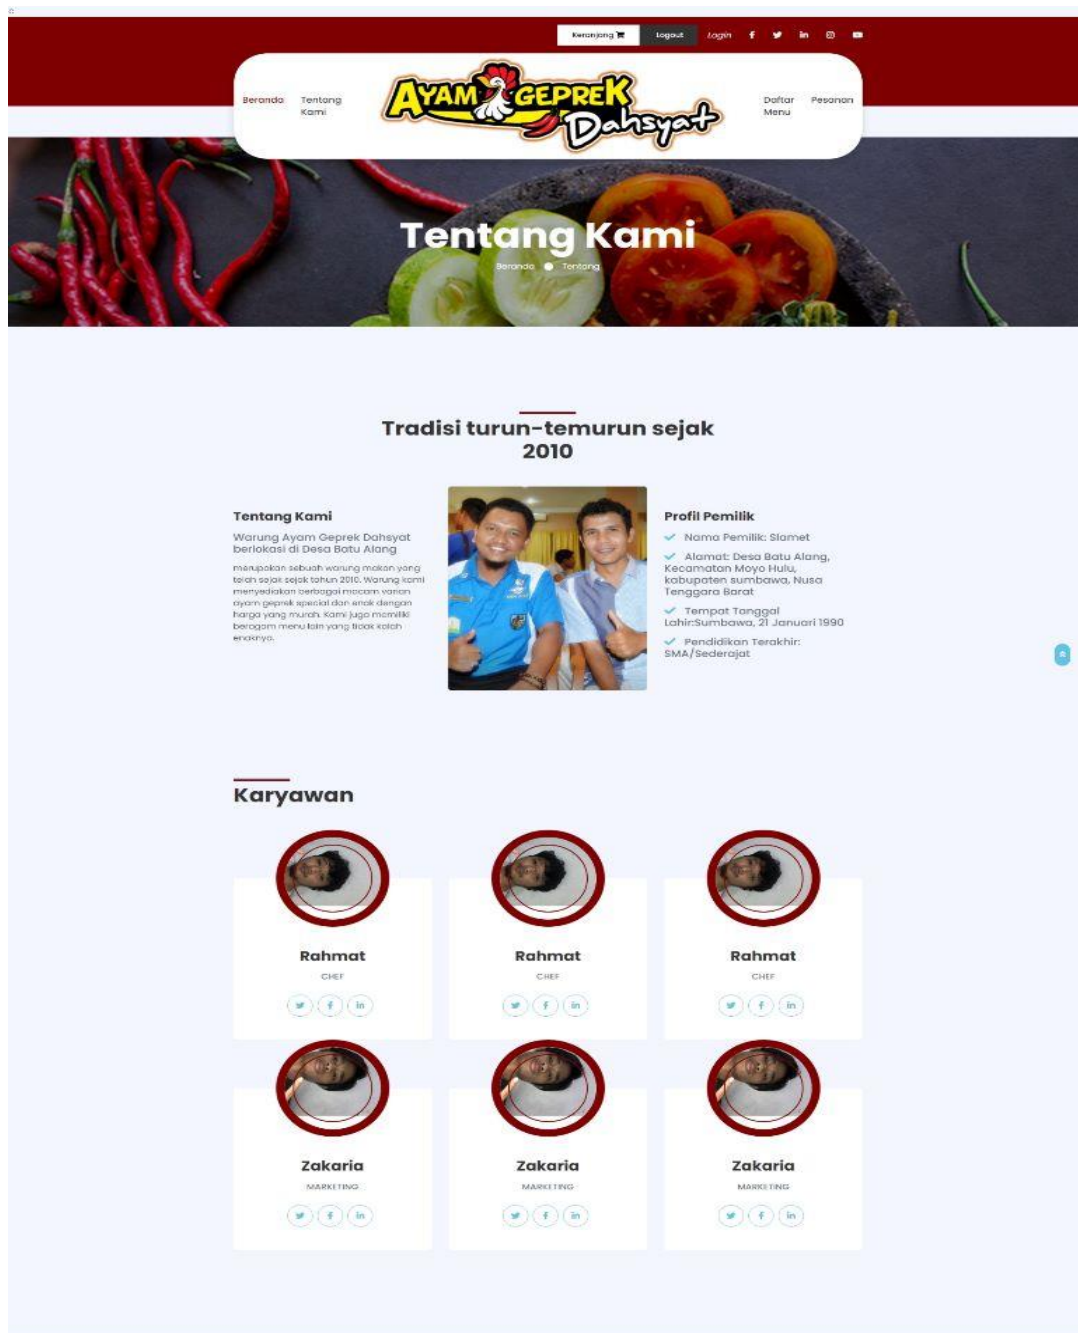 Keranjang
Logout
Login
Beranda
Tentang
Kami
AYAM GEPREK
Dahsyat
Daftar
Menu
Pesanan
Tentang Kami
Beranda Tentang
Tradisi turun-temurun sejak
2010
Tentang Kami
Warung Ayam Geprek Dahsyat
berlokasi di Desa Batu Alang
merupakan sebuah warung makan yang
telah sejak sejak tahun 2010. Warung kami
menyediakan berbagai macam varian
ayam geprek special dan enak dengan
harga yang murah. Kami juga memiliki
beragam menu lain yang tidak kalah
enaknya.
Profil Pemilik
Nama Pemilik: Slamet
Alamat: Desa Batu Alang,
Kecamatan Moyo Hulu,
kabupaten sumbawa, Nusa
Tenggara Barat
Tempat Tanggal
Lahir:Sumbawa, 21 Januari 1990
Pendidikan Terakhir:
SMA/Sederajat
Karyawan
Rahmat
CHEF
Rahmat
CHEF
Rahmat
CHEF
Zakaria
MARKETING
Zakaria
MARKETING
Zakaria
MARKETING